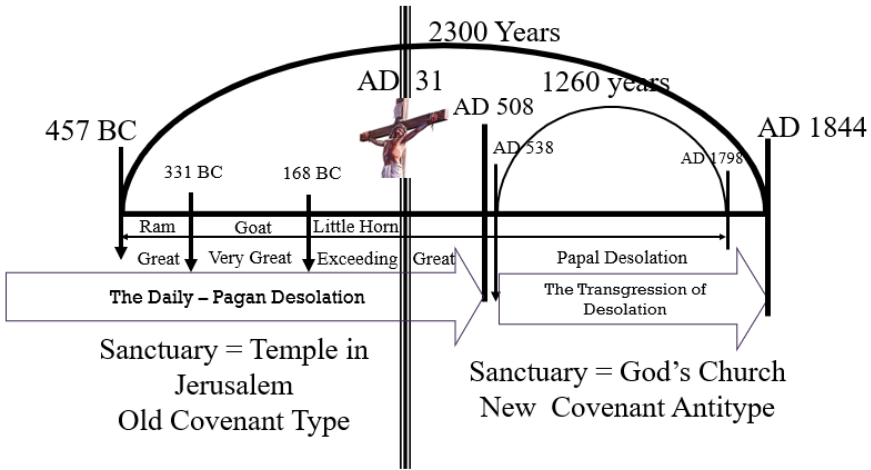 2300 Years
AD 31
1260 years
AD 508
457 BC
AD 1844
AD 538
AD 1798
331 BC
168 BC
Ram
Goat
Little Horn
Great
Very Great
Exceeding
Great
Papal Desolation
The Daily – Pagan Desolation
The Transgression of
Desolation
Sanctuary = Temple in
Jerusalem
Old Covenant Type
Sanctuary = God's Church
New Covenant Antitype